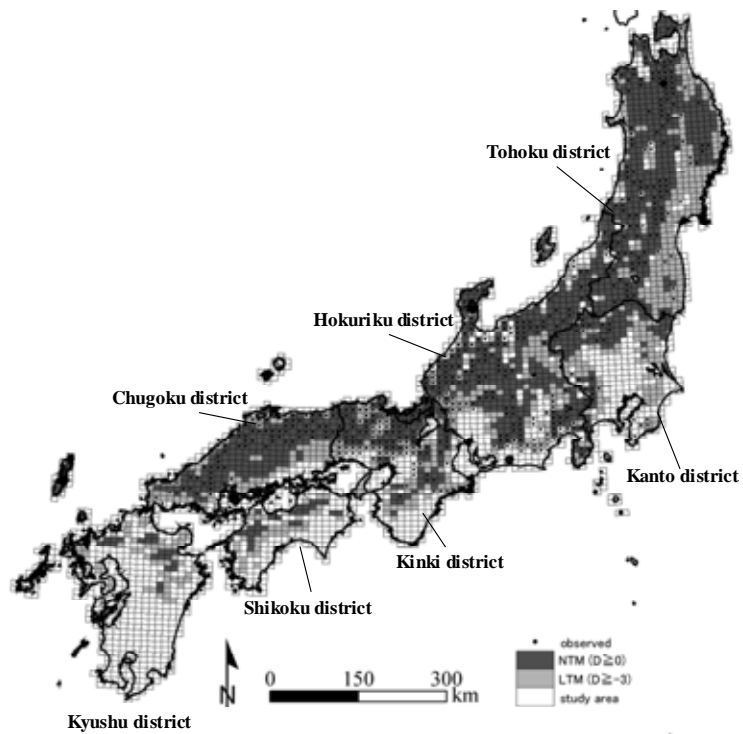 Tohoku district
Hokuriku district
Chugoku district
Kanto district
Kinki district
Shikoku district
Kyushu district
N
0 150 300
km
observed
NTM (D≧0)
LTM (D≧-3)
study area